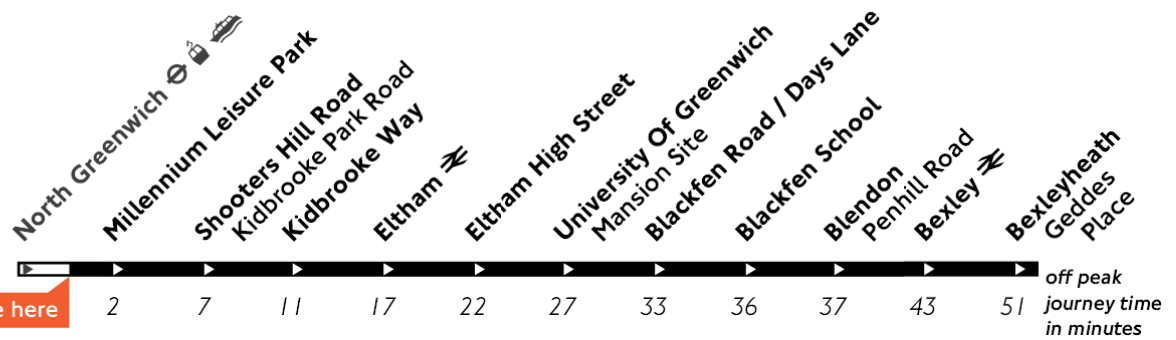 North Greenwich
Millennium Leisure Park
Shooters Hill Road
Kidbrooke Park Road
Kidbrooke Way
Eltham
Eltham High Street
University Of Greenwich
Mansion Site
Blackfen Road / Days Lane
Blackfen School
Blendon
Penhill Road
Bexley
Bexleyheath
Geddes
Place
e here
2 7 11 17 22 27 33 36 37 43 51
off peak
journey time
in minutes